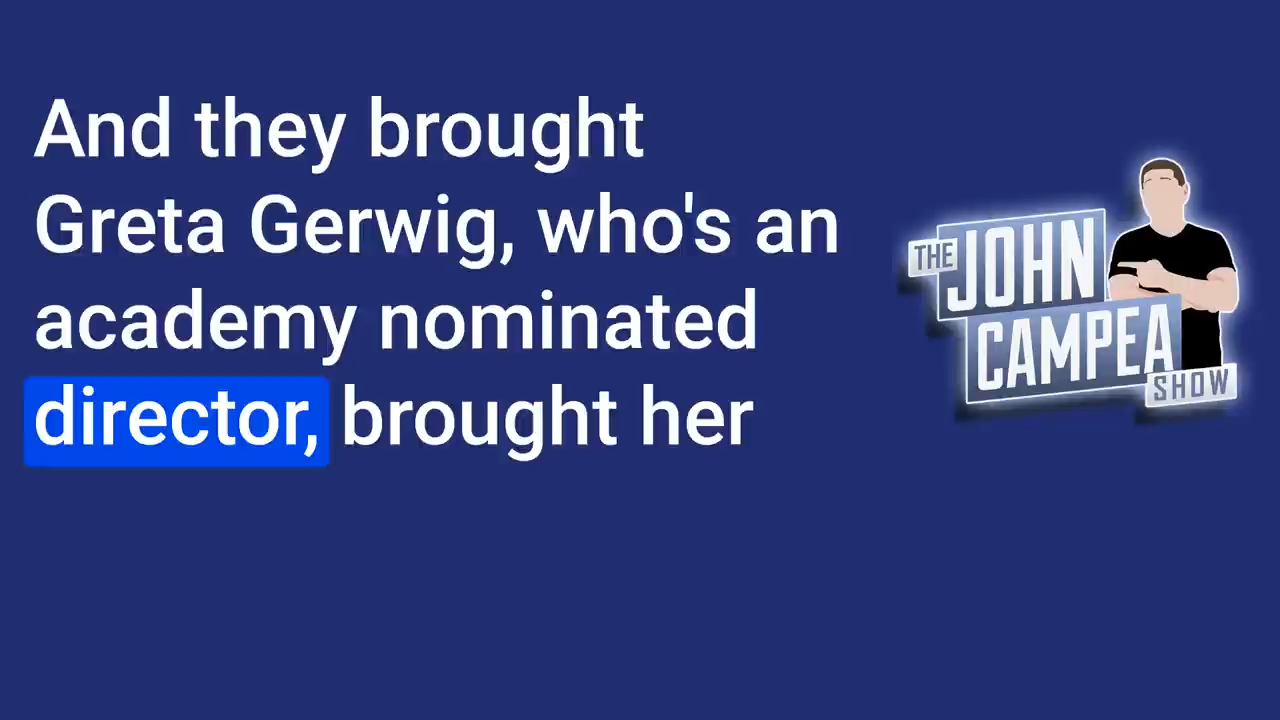 And they brought
Greta Gerwig, who's an
academy nominated
director, brought her
THE
JOHN
CAMPEA
SHOW